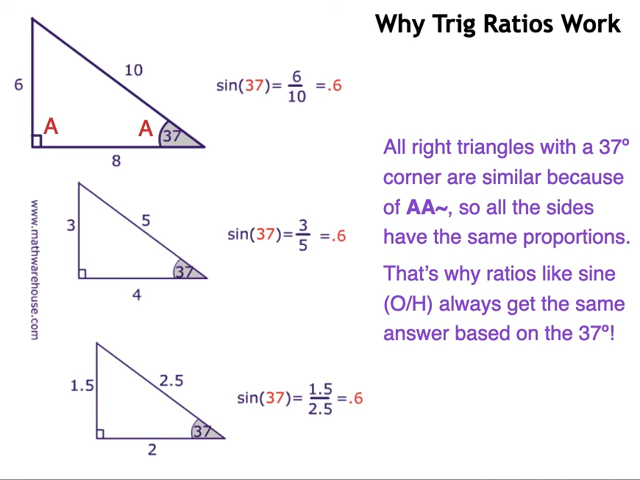 Why Trig Ratios Work
6
10
A
A
37
8
sin(37)= 6/10 =.6
All right triangles with a 37º
corner are similar because
of AA~, so all the sides
have the same proportions.
That's why ratios like sine
(O/H) always get the same
answer based on the 37º!
www.mathwarehouse.com
3
5
37
4
sin(37)= 3/5 =.6
1.5
2.5
37
2
sin(37)= 1.5/2.5 =.6